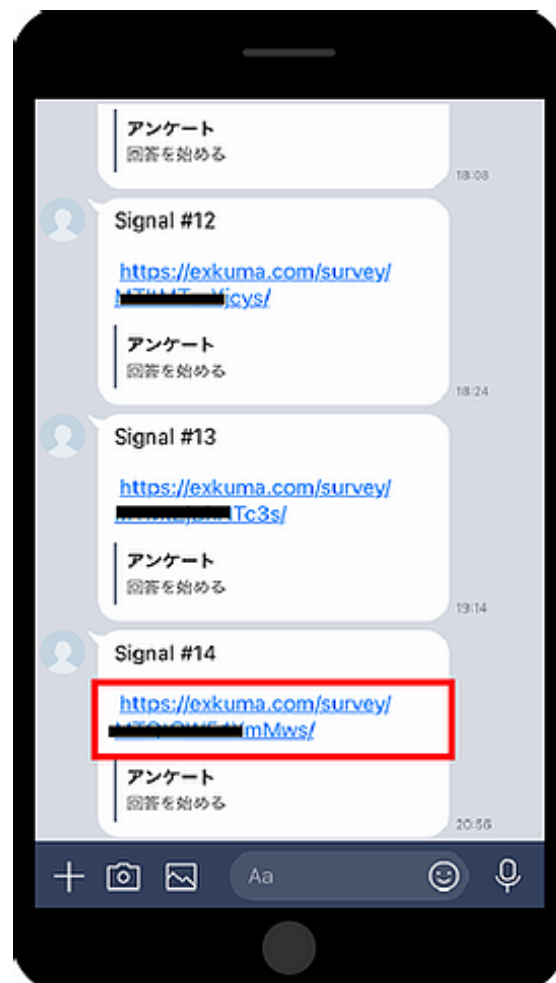 アンケート
回答を始める
18:08
Signal #12
https://exkuma.com/survey/
jcys/
アンケート
回答を始める
18:24
Signal #13
https://exkuma.com/survey/
Tc3s/
アンケート
回答を始める
19:14
Signal #14
https://exkuma.com/survey/
mMws/
アンケート
回答を始める
20:56
Aa